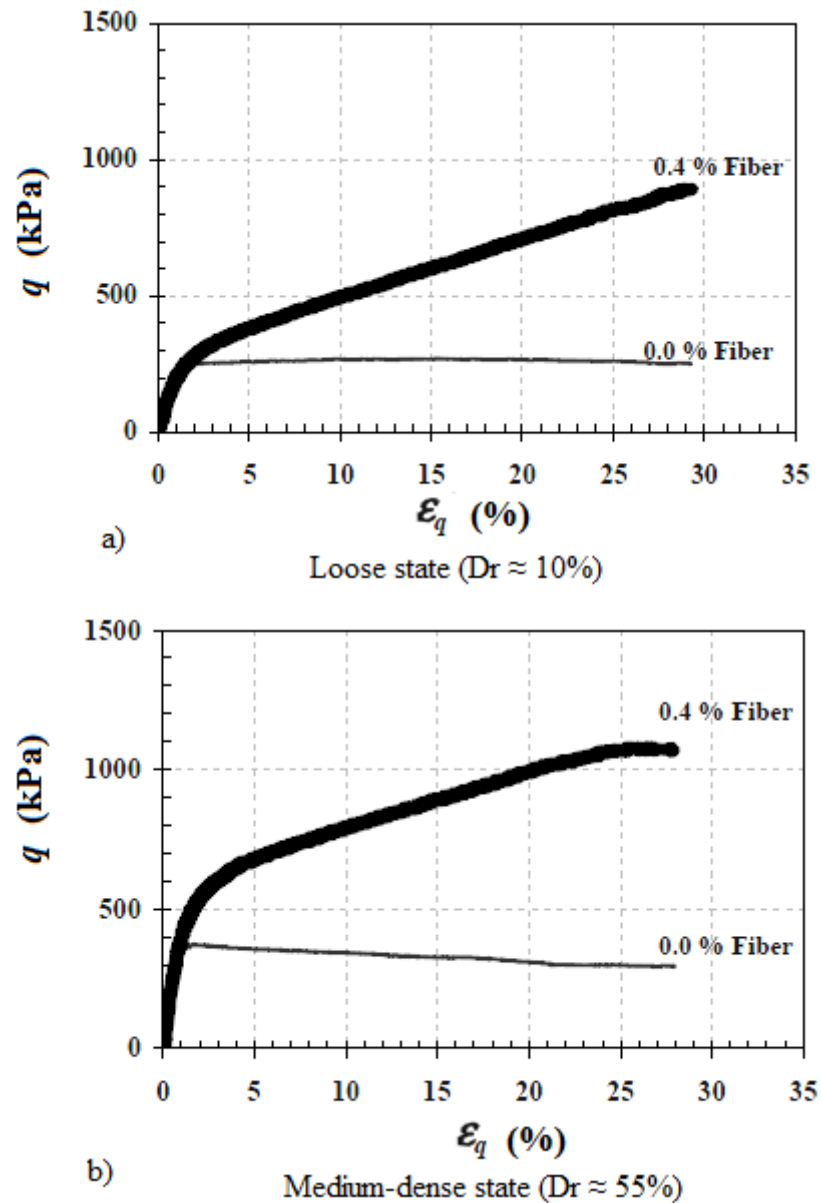 1500
1000
500
0
q (kPa)
0.4 % Fiber
0.0 % Fiber
0 5 10 15 20 25 30 35
εq (%)
a)
Loose state (Dr ≈ 10%)
1500
1000
500
0
q (kPa)
0.4 % Fiber
0.0 % Fiber
0 5 10 15 20 25 30 35
εq (%)
b)
Medium-dense state (Dr ≈ 55%)